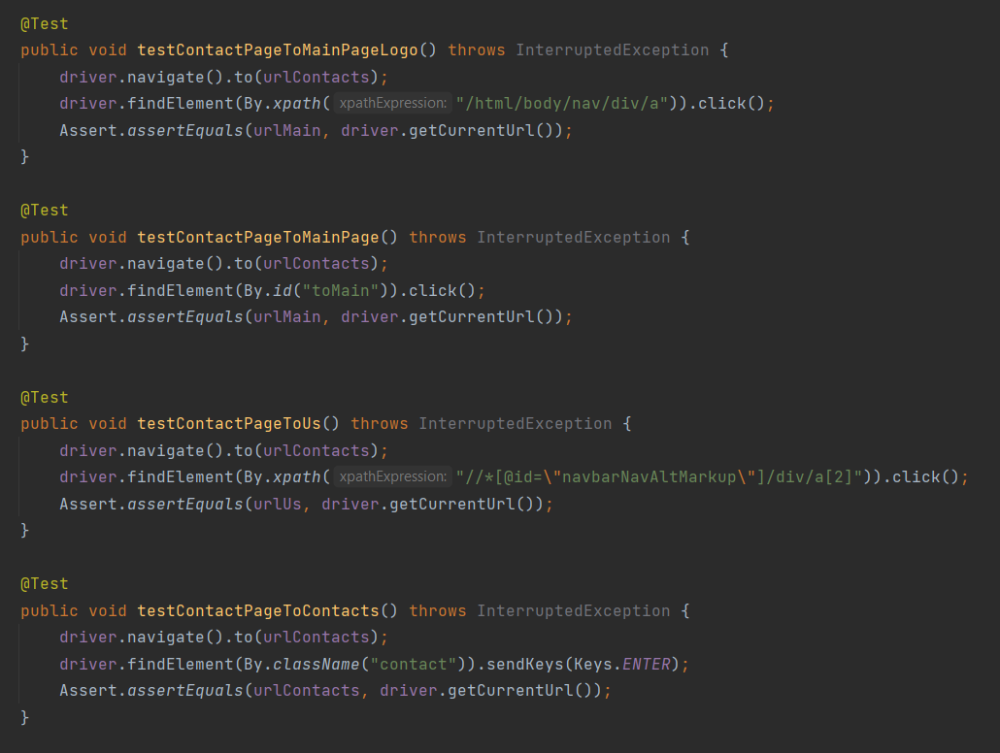 @Test
public void testContactPageToMainPageLogo() throws InterruptedException {
    driver.navigate().to(urlContacts);
    driver.findElement(By.xpath( xpathExpression: "/html/body/nav/div/a")).click();
    Assert.assertEquals(urlMain, driver.getCurrentUrl());
}

@Test
public void testContactPageToMainPage() throws InterruptedException {
    driver.navigate().to(urlContacts);
    driver.findElement(By.id("toMain")).click();
    Assert.assertEquals(urlMain, driver.getCurrentUrl());
}

@Test
public void testContactPageToUs() throws InterruptedException {
    driver.navigate().to(urlContacts);
    driver.findElement(By.xpath( xpathExpression: "//*[@id=\"navbarNavAltMarkup\"]/div/a[2]")).click();
    Assert.assertEquals(urlUs, driver.getCurrentUrl());
}

@Test
public void testContactPageToContacts() throws InterruptedException {
    driver.navigate().to(urlContacts);
    driver.findElement(By.className("contact")).sendKeys(Keys.ENTER);
    Assert.assertEquals(urlContacts, driver.getCurrentUrl());
}